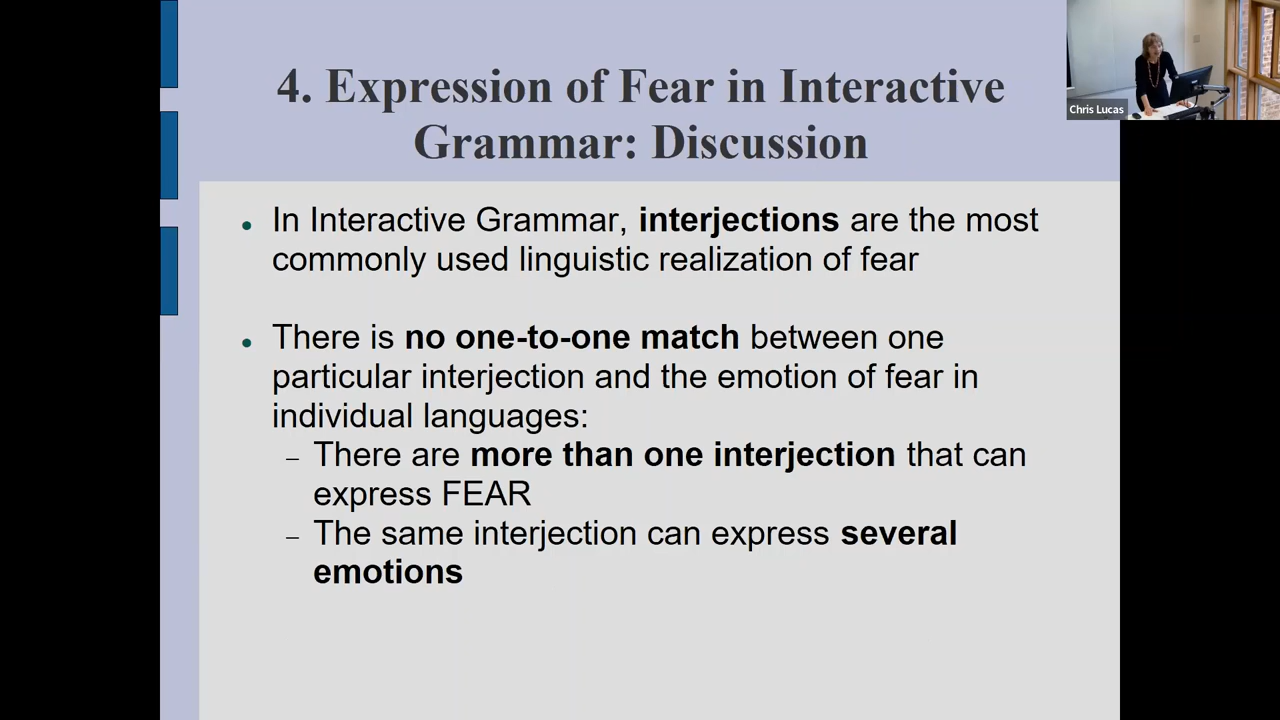 4. Expression of Fear in Interactive
Grammar: Discussion
Chris Lucas
● In Interactive Grammar, interjections are the most
commonly used linguistic realization of fear
● There is no one-to-one match between one
particular interjection and the emotion of fear in
individual languages:
– There are more than one interjection that can
express FEAR
– The same interjection can express several
emotions